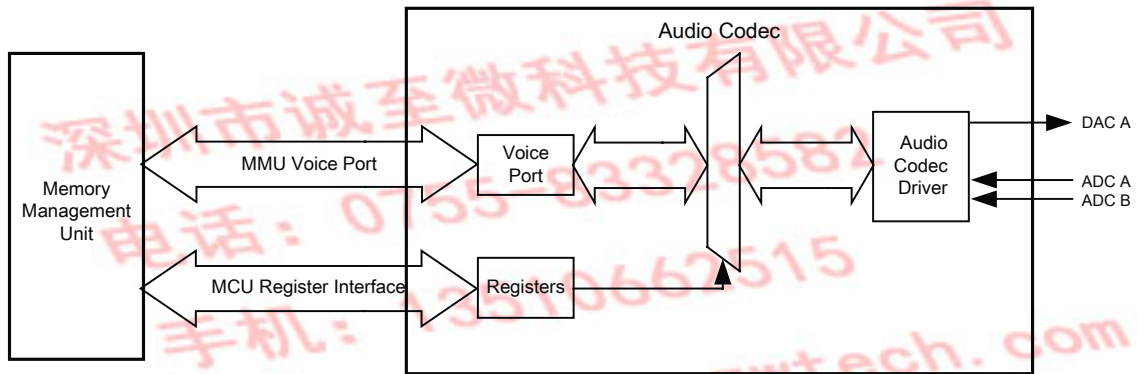 Audio Codec
深圳市诚至微科技有限公司
DAC A
MMU Voice Port
Voice
Port
Audio
Codec
Driver
Memory
Management
Unit
ADC A
ADC B
电话：0755-83328582
MCU Register Interface
Registers
手机：13510662515
wtech.com